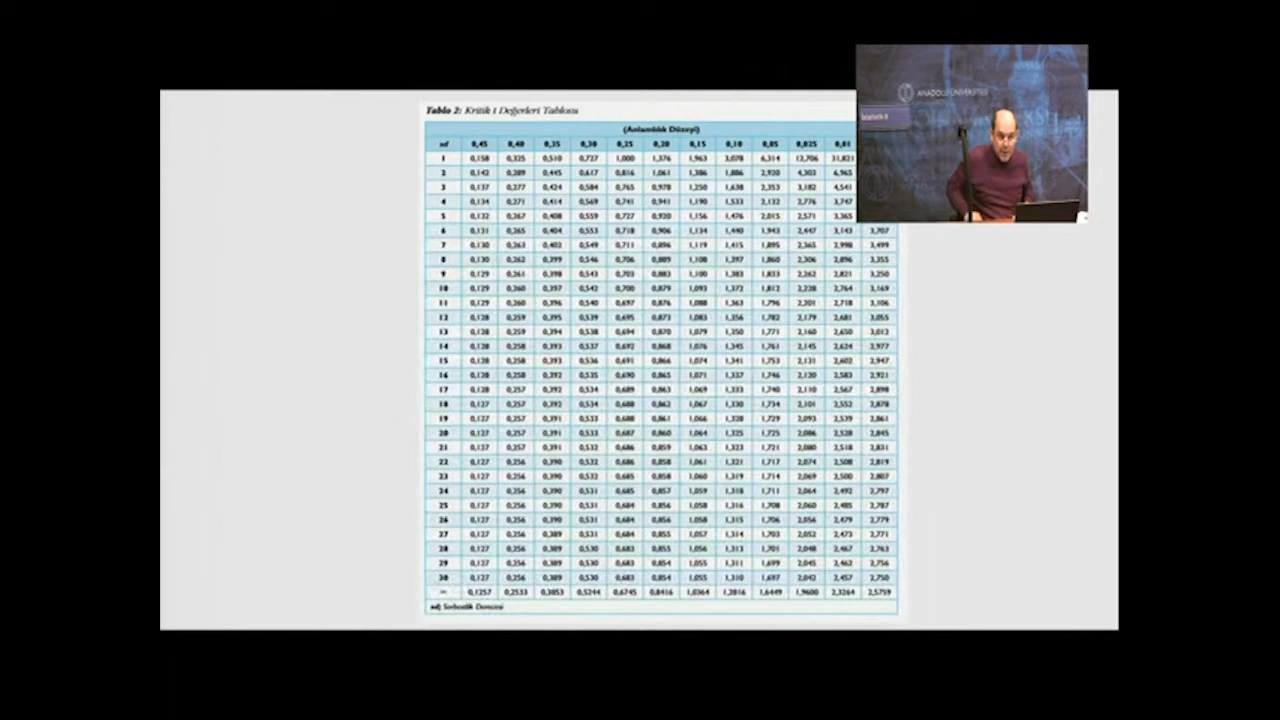 ANADOLU ÜNİVERSİTESİ
İstatistik II
Tablo 2: Kritik t Değerleri Tablosu
(Anlamlılık Düzeyi)
sd 0,45 0,40 0,35 0,30 0,25 0,20 0,15 0,10 0,05 0,025 0,01
1 0,158 0,325 0,510 0,727 1,000 1,376 1,963 3,078 6,314 12,706 31,821
2 0,142 0,289 0,445 0,617 0,816 1,061 1,386 1,886 2,920 4,303 6,965
3 0,137 0,277 0,424 0,584 0,765 0,978 1,250 1,638 2,353 3,182 4,541
4 0,134 0,271 0,414 0,569 0,741 0,941 1,190 1,533 2,132 2,776 3,747
5 0,132 0,267 0,408 0,559 0,727 0,920 1,156 1,476 2,015 2,571 3,365
6 0,131 0,265 0,404 0,553 0,718 0,906 1,134 1,440 1,943 2,447 3,143 3,707
7 0,130 0,263 0,402 0,549 0,711 0,896 1,119 1,415 1,895 2,365 2,998 3,499
8 0,130 0,262 0,399 0,546 0,706 0,889 1,108 1,397 1,860 2,306 2,896 3,355
9 0,129 0,261 0,398 0,543 0,703 0,883 1,100 1,383 1,833 2,262 2,821 3,250
10 0,129 0,260 0,397 0,542 0,700 0,879 1,093 1,372 1,812 2,228 2,764 3,169
11 0,129 0,260 0,396 0,540 0,697 0,876 1,088 1,363 1,796 2,201 2,718 3,106
12 0,128 0,259 0,395 0,539 0,695 0,873 1,083 1,356 1,782 2,179 2,681 3,055
13 0,128 0,259 0,394 0,538 0,694 0,870 1,079 1,350 1,771 2,160 2,650 3,012
14 0,128 0,258 0,393 0,537 0,692 0,868 1,076 1,345 1,761 2,145 2,624 2,977
15 0,128 0,258 0,393 0,536 0,691 0,866 1,074 1,341 1,753 2,131 2,602 2,947
16 0,128 0,258 0,392 0,535 0,690 0,865 1,071 1,337 1,746 2,120 2,583 2,921
17 0,128 0,257 0,392 0,534 0,689 0,863 1,069 1,333 1,740 2,110 2,567 2,898
18 0,127 0,257 0,392 0,534 0,688 0,862 1,067 1,330 1,734 2,101 2,552 2,878
19 0,127 0,257 0,391 0,533 0,688 0,861 1,066 1,328 1,729 2,093 2,539 2,861
20 0,127 0,257 0,391 0,533 0,687 0,860 1,064 1,325 1,725 2,086 2,528 2,845
21 0,127 0,257 0,391 0,532 0,686 0,859 1,063 1,323 1,721 2,080 2,518 2,831
22 0,127 0,256 0,390 0,532 0,686 0,858 1,061 1,321 1,717 2,074 2,508 2,819
23 0,127 0,256 0,390 0,532 0,685 0,858 1,060 1,319 1,714 2,069 2,500 2,807
24 0,127 0,256 0,390 0,531 0,685 0,857 1,059 1,318 1,711 2,064 2,492 2,797
25 0,127 0,256 0,390 0,531 0,684 0,856 1,058 1,316 1,708 2,060 2,485 2,787
26 0,127 0,256 0,390 0,531 0,684 0,856 1,058 1,315 1,706 2,056 2,479 2,779
27 0,127 0,256 0,389 0,531 0,684 0,855 1,057 1,314 1,703 2,052 2,473 2,771
28 0,127 0,256 0,389 0,530 0,683 0,855 1,056 1,313 1,701 2,048 2,467 2,763
29 0,127 0,256 0,389 0,530 0,683 0,854 1,055 1,311 1,699 2,045 2,462 2,756
30 0,127 0,256 0,389 0,530 0,683 0,854 1,055 1,310 1,697 2,042 2,457 2,750
∞ 0,1257 0,2533 0,3853 0,5244 0,6745 0,8416 1,0364 1,2816 1,6449 1,9600 2,3264 2,5759
sd; Serbestlik Derecesi